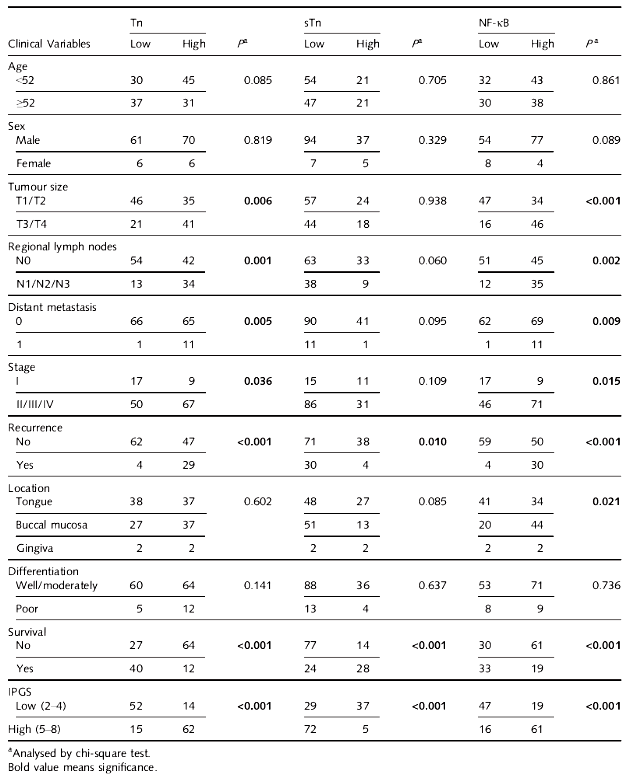 Tn sTn NF-κB
Clinical Variables Low High Pᵃ Low High Pᵃ Low High Pᵃ
Age
<52 30 45 0.085 54 21 0.705 32 43 0.861
≥52 37 31 47 21 30 38
Sex
Male 61 70 0.819 94 37 0.329 54 77 0.089
Female 6 6 7 5 8 4
Tumour size
T1/T2 46 35 0.006 57 24 0.938 47 34 <0.001
T3/T4 21 41 44 18 16 46
Regional lymph nodes
N0 54 42 0.001 63 33 0.060 51 45 0.002
N1/N2/N3 13 34 38 9 12 35
Distant metastasis
0 66 65 0.005 90 41 0.095 62 69 0.009
1 1 11 11 1 1 11
Stage
I 17 9 0.036 15 11 0.109 17 9 0.015
II/III/IV 50 67 86 31 46 71
Recurrence
No 62 47 <0.001 71 38 0.010 59 50 <0.001
Yes 4 29 30 4 4 30
Location
Tongue 38 37 0.602 48 27 0.085 41 34 0.021
Buccal mucosa 27 37 51 13 20 44
Gingiva 2 2 2 2 2 2
Differentiation
Well/moderately 60 64 0.141 88 36 0.637 53 71 0.736
Poor 5 12 13 4 8 9
Survival
No 27 64 <0.001 77 14 <0.001 30 61 <0.001
Yes 40 12 24 28 33 19
IPGS
Low (2–4) 52 14 <0.001 29 37 <0.001 47 19 <0.001
High (5–8) 15 62 72 5 16 61
ᵃAnalysed by chi-square test.
Bold value means significance.